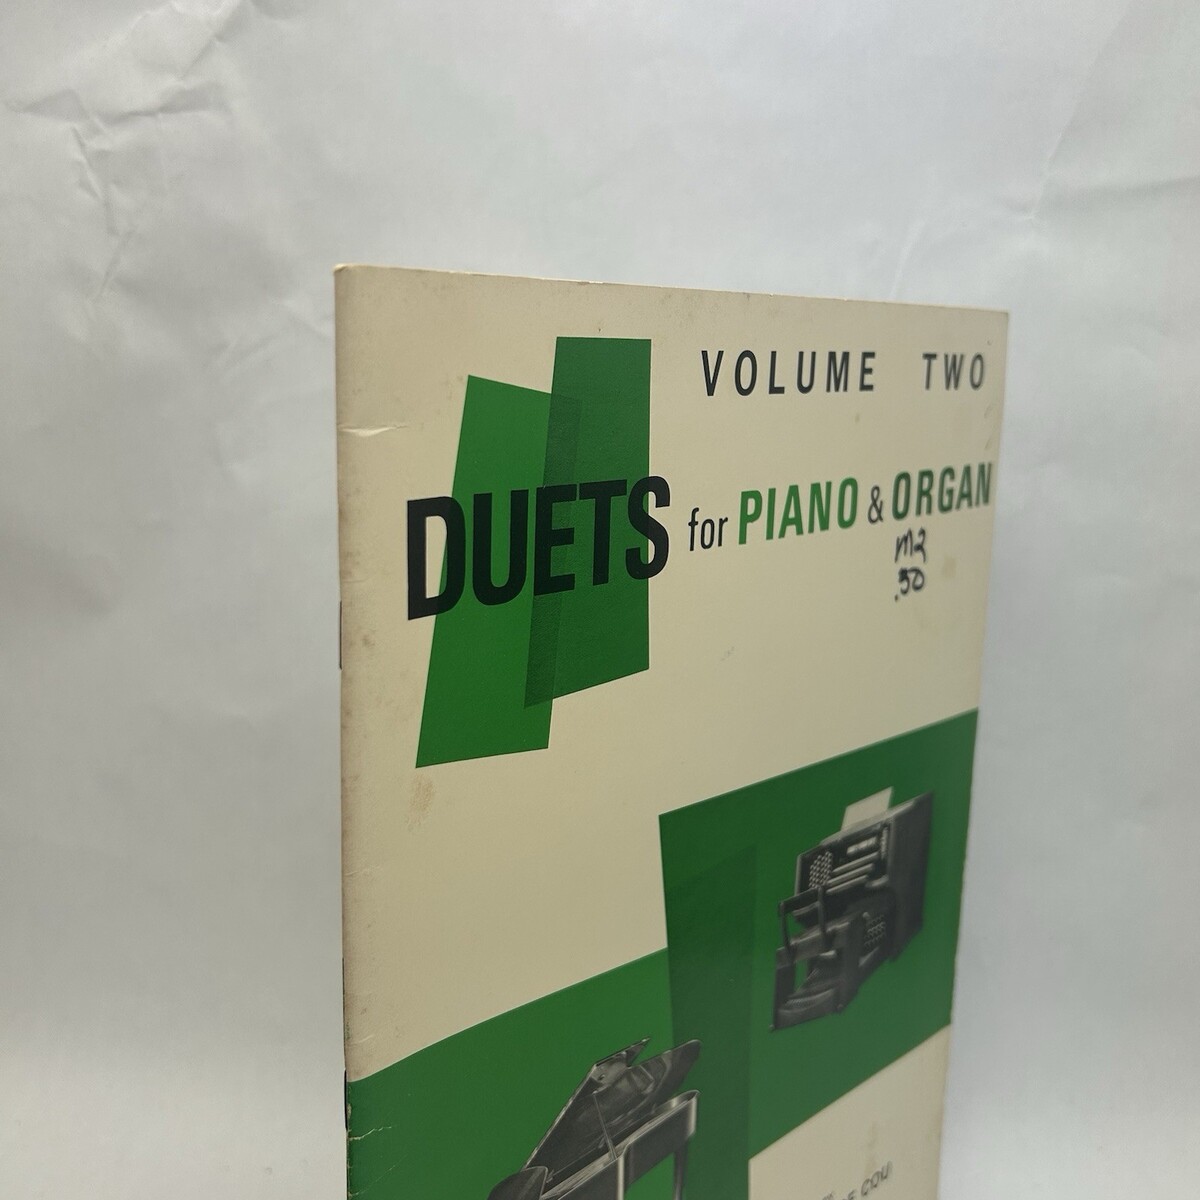 VOLUME TWO
DUETS for PIANO & ORGAN
M2
.50